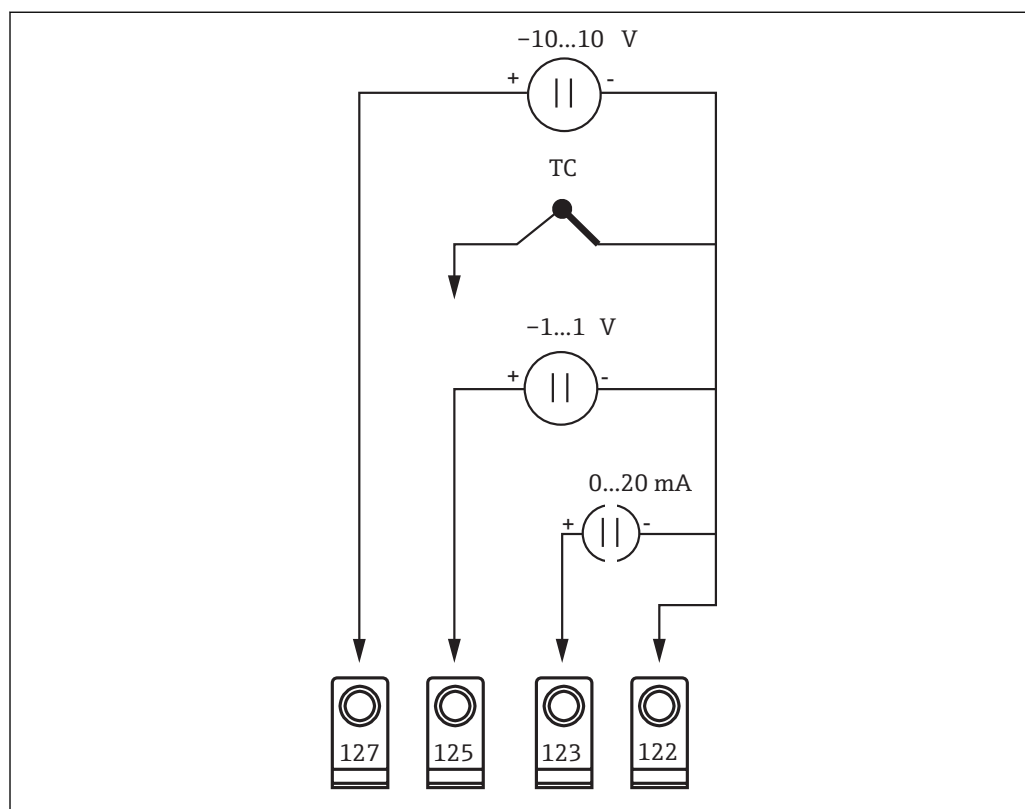 −10...10 V
+ -
TC
−1...1 V
+ -
0...20 mA
+ -
127 125 123 122